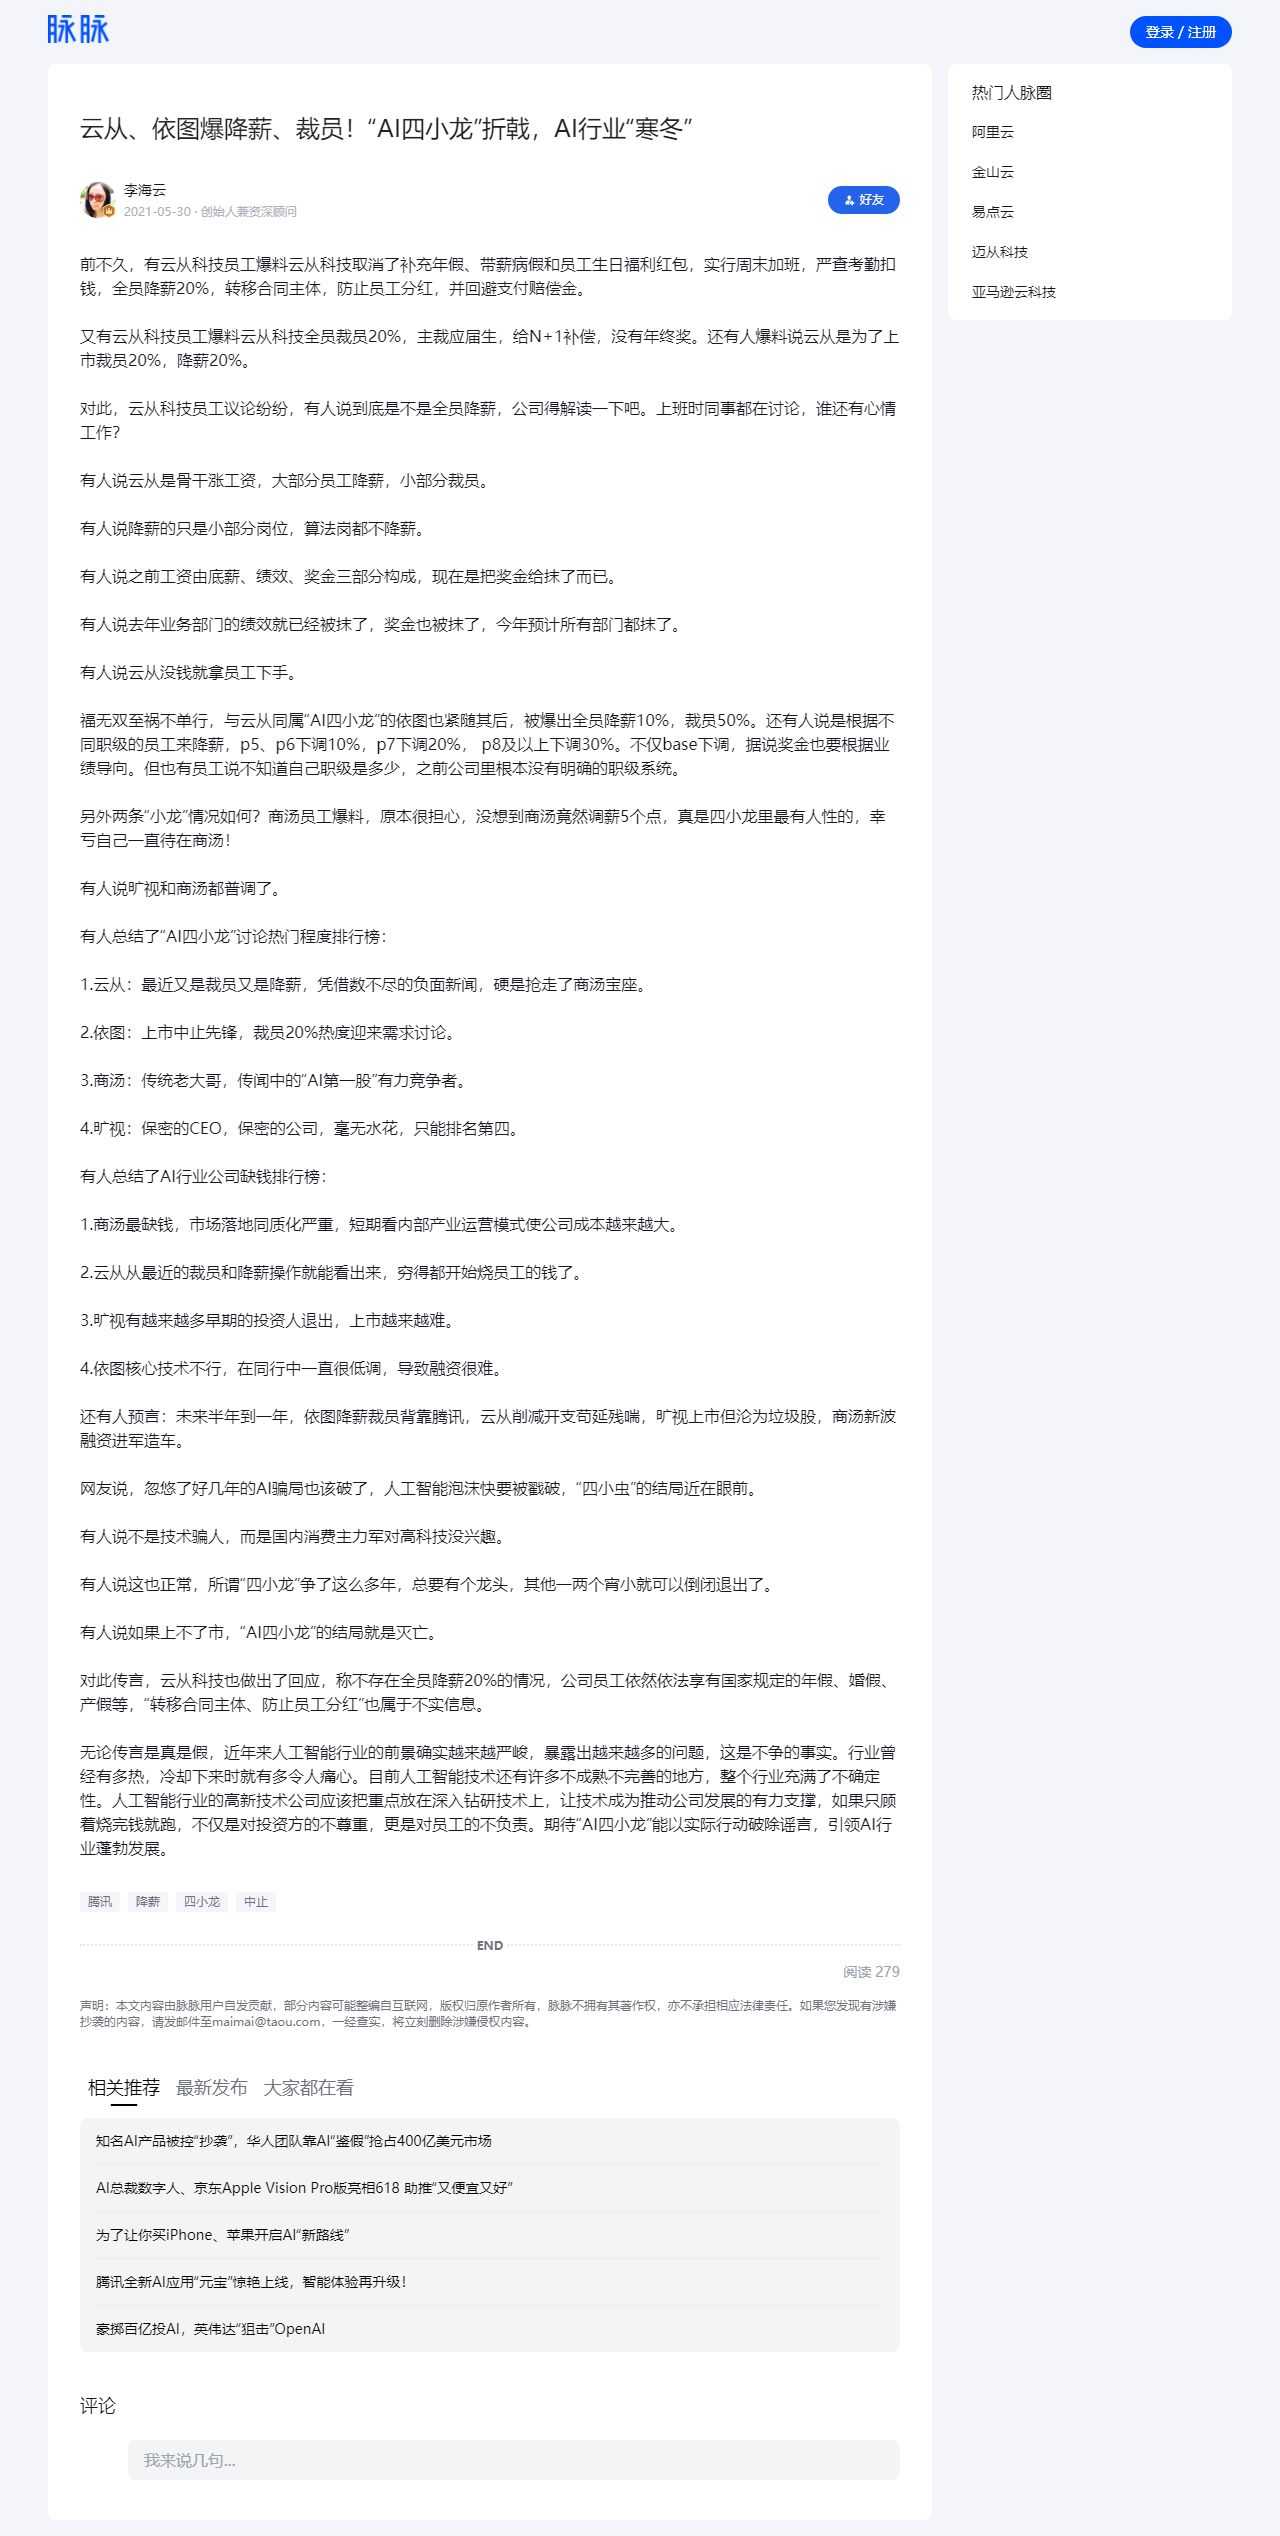 脉脉
登录 / 注册
云从、依图爆降薪、裁员！“AI四小龙”折戟，AI行业“寒冬”
李海云
2021-05-30 · 创始人兼资深顾问
好友
前不久，有云从科技员工爆料云从科技取消了补充年假、带薪病假和员工生日福利红包，实行周末加班，严查考勤扣
钱，全员降薪20%，转移合同主体，防止员工分红，并回避支付赔偿金。
又有云从科技员工爆料云从科技全员裁员20%，主裁应届生，给N+1补偿，没有年终奖。还有人爆料说云从是为了上
市裁员20%，降薪20%。
对此，云从科技员工议论纷纷，有人说到底是不是全员降薪，公司得解读一下吧。上班时同事都在讨论，谁还有心情
工作？
有人说云从是骨干涨工资，大部分员工降薪，小部分裁员。
有人说降薪的只是小部分岗位，算法岗都不降薪。
有人说之前工资由底薪、绩效、奖金三部分构成，现在是把奖金给抹了而已。
有人说去年业务部门的绩效就已经被抹了，奖金也被抹了，今年预计所有部门都抹了。
有人说云从没钱就拿员工下手。
福无双至祸不单行，与云从同属“AI四小龙”的依图也紧随其后，被爆出全员降薪10%，裁员50%。还有人说是根据不
同职级的员工来降薪，p5、p6下调10%，p7下调20%， p8及以上下调30%。不仅base下调，据说奖金也要根据业
绩导向。但也有员工说不知道自己职级是多少，之前公司里根本没有明确的职级系统。
另外两条“小龙”情况如何？商汤员工爆料，原本很担心，没想到商汤竟然调薪5个点，真是四小龙里最有人性的，幸
亏自己一直待在商汤！
有人说旷视和商汤都普调了。
有人总结了“AI四小龙”讨论热门程度排行榜：
1.云从：最近又是裁员又是降薪，凭借数不尽的负面新闻，硬是抢走了商汤宝座。
2.依图：上市中止先锋，裁员20%热度迎来需求讨论。
3.商汤：传统老大哥，传闻中的“AI第一股”有力竞争者。
4.旷视：保密的CEO，保密的公司，毫无水花，只能排名第四。
有人总结了AI行业公司缺钱排行榜：
1.商汤最缺钱，市场落地同质化严重，短期看内部产业运营模式使公司成本越来越大。
2.云从从最近的裁员和降薪操作就能看出来，穷得都开始烧员工的钱了。
3.旷视有越来越多早期的投资人退出，上市越来越难。
4.依图核心技术不行，在同行中一直很低调，导致融资很难。
还有人预言：未来半年到一年，依图降薪裁员背靠腾讯，云从削减开支苟延残喘，旷视上市但沦为垃圾股，商汤新波
融资进军造车。
网友说，忽悠了好几年的AI骗局也该破了，人工智能泡沫快要被戳破，“四小虫”的结局近在眼前。
有人说不是技术骗人，而是国内消费主力军对高科技没兴趣。
有人说这也正常，所谓“四小龙”争了这么多年，总要有个龙头，其他一两个宵小就可以倒闭退出了。
有人说如果上不了市，“AI四小龙”的结局就是灭亡。
对此传言，云从科技也做出了回应，称不存在全员降薪20%的情况，公司员工依然依法享有国家规定的年假、婚假、
产假等，“转移合同主体、防止员工分红”也属于不实信息。
无论传言是真是假，近年来人工智能行业的前景确实越来越严峻，暴露出越来越多的问题，这是不争的事实。行业曾
经有多热，冷却下来时就有多令人痛心。目前人工智能技术还有许多不成熟不完善的地方，整个行业充满了不确定
性。人工智能行业的高新技术公司应该把重点放在深入钻研技术上，让技术成为推动公司发展的有力支撑，如果只顾
着烧完钱就跑，不仅是对投资方的不尊重，更是对员工的不负责。期待“AI四小龙”能以实际行动破除谣言，引领AI行
业蓬勃发展。
腾讯 降薪 四小龙 中止
END
阅读 279
声明：本文内容由脉脉用户自发贡献，部分内容可能整编自互联网，版权归原作者所有，脉脉不拥有其著作权，亦不承担相应法律责任。如果您发现有涉嫌
抄袭的内容，请发邮件至maimai@taou.com，一经查实，将立刻删除涉嫌侵权内容。
相关推荐 最新发布 大家都在看
知名AI产品被控“抄袭”，华人团队靠AI“鉴假”抢占400亿美元市场
AI总裁数字人、京东Apple Vision Pro版亮相618 助推“又便宜又好”
为了让你买iPhone、苹果开启AI“新路线”
腾讯全新AI应用“元宝”惊艳上线，智能体验再升级！
豪掷百亿投AI，英伟达“狙击”OpenAI
评论
我来说几句...
热门人脉圈
阿里云
金山云
易点云
迈从科技
亚马逊云科技